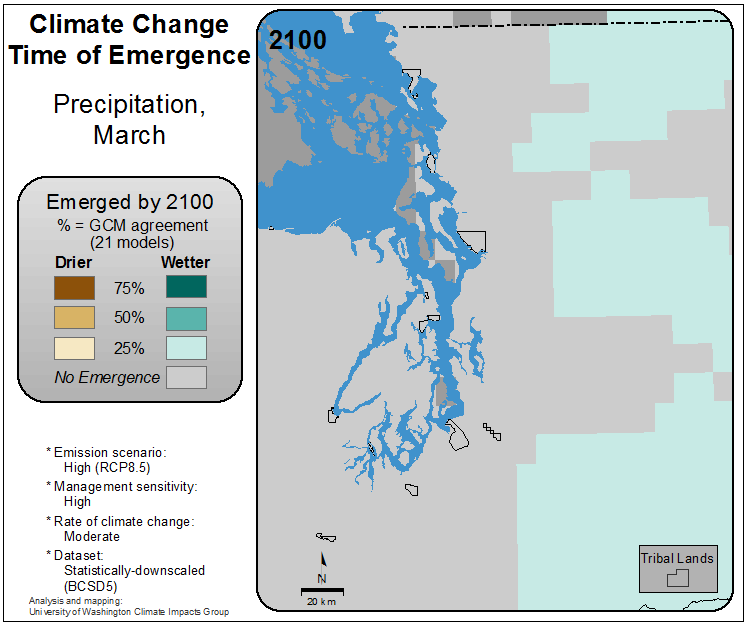 Climate Change
Time of Emergence
Precipitation,
March
Emerged by 2100
% = GCM agreement
(21 models)
Drier Wetter
75%
50%
25%
No Emergence
* Emission scenario:
High (RCP8.5)
* Management sensitivity:
High
* Rate of climate change:
Moderate
* Dataset:
Statistically-downscaled
(BCSD5)
Analysis and mapping:
University of Washington Climate Impacts Group
2100
N
20 km
Tribal Lands